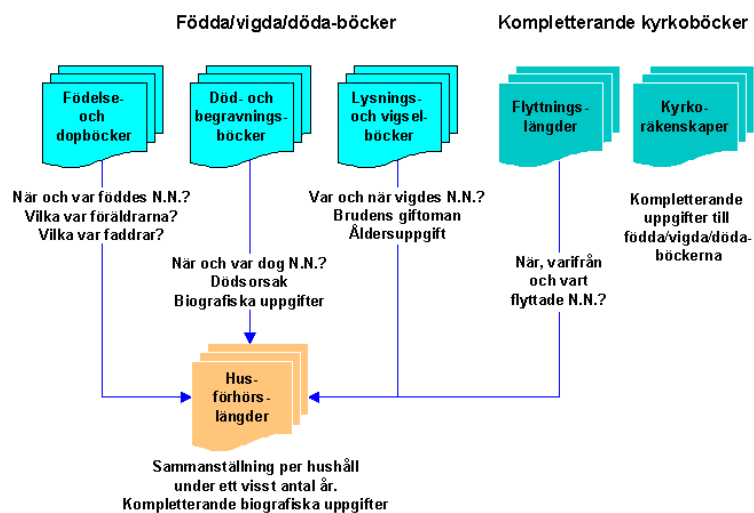 Födda/vigda/döda-böcker
Kompletterande kyrkoböcker
Födelse-
och
dopböcker
Död- och
begravnings-
böcker
Lysnings-
och vigsel-
böcker
Flyttnings-
längder
Kyrko-
räkenskaper
När och var föddes N.N.?
Vilka var föräldrarna?
Vilka var faddrar?
När och var dog N.N.?
Dödsorsak
Biografiska uppgifter
Var och när vigdes N.N.?
Brudens giftoman
Åldersuppgift
När, varifrån
och vart
flyttade N.N.?
Kompletterande
uppgifter till
födda/vigda/döda-
böckerna
Hus-
förhörs-
längder
Sammanställning per hushåll
under ett visst antal år.
Kompletterande biografiska uppgifter